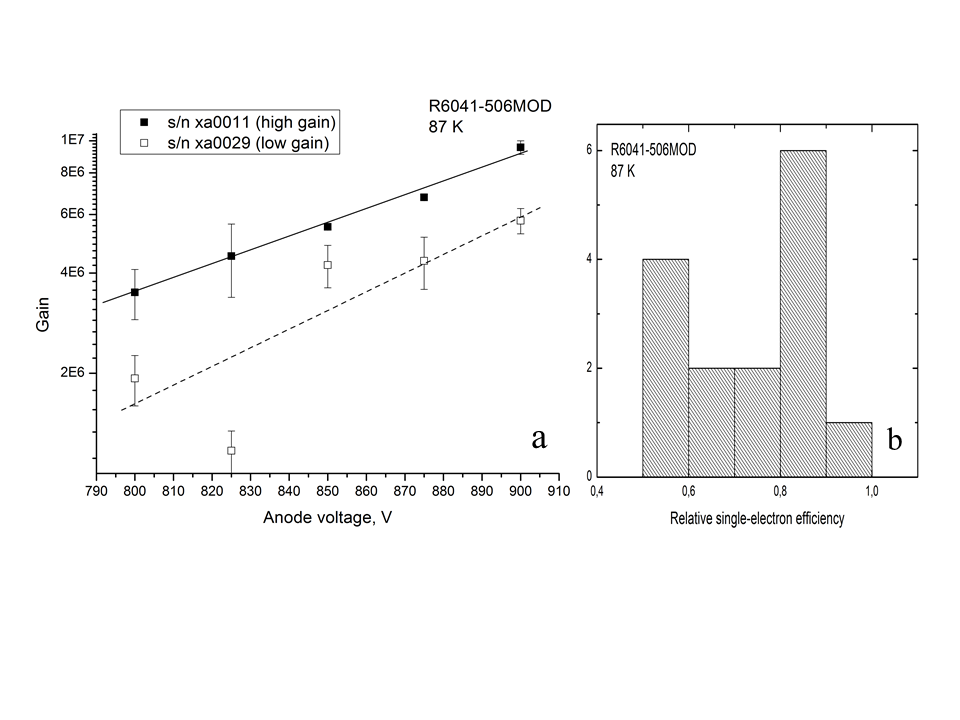 R6041-506MOD
87 K
s/n xa0011 (high gain)
s/n xa0029 (low gain)
1E7
8E6
6E6
4E6
2E6
Gain
790 800 810 820 830 840 850 860 870 880 890 900 910
Anode voltage, V
a
R6041-506MOD
87 K
6
4
2
0
0,4 0,6 0,8 1,0
Relative single-electron efficiency
b